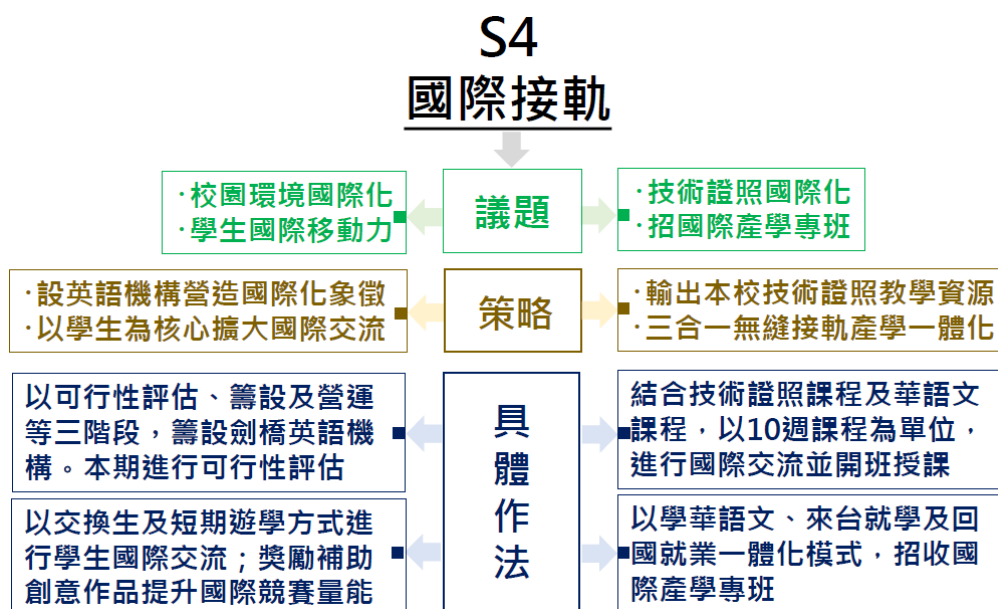 S4
國際接軌
·校園環境國際化
·學生國際移動力
議題
·技術證照國際化
·招國際產學專班
·設英語機構營造國際化象徵
·以學生為核心擴大國際交流
策略
·輸出本校技術證照教學資源
·三合一無縫接軌產學一體化
以可行性評估、籌設及營運
等三階段，籌設劍橋英語機
構。本期進行可行性評估
以交換生及短期遊學方式進
行學生國際交流；獎勵補助
創意作品提升國際競賽量能
具
體
作
法
結合技術證照課程及華語文
課程，以10週課程為單位，
進行國際交流並開班授課
以學華語文、來台就學及回
國就業一體化模式，招收國
際產學專班